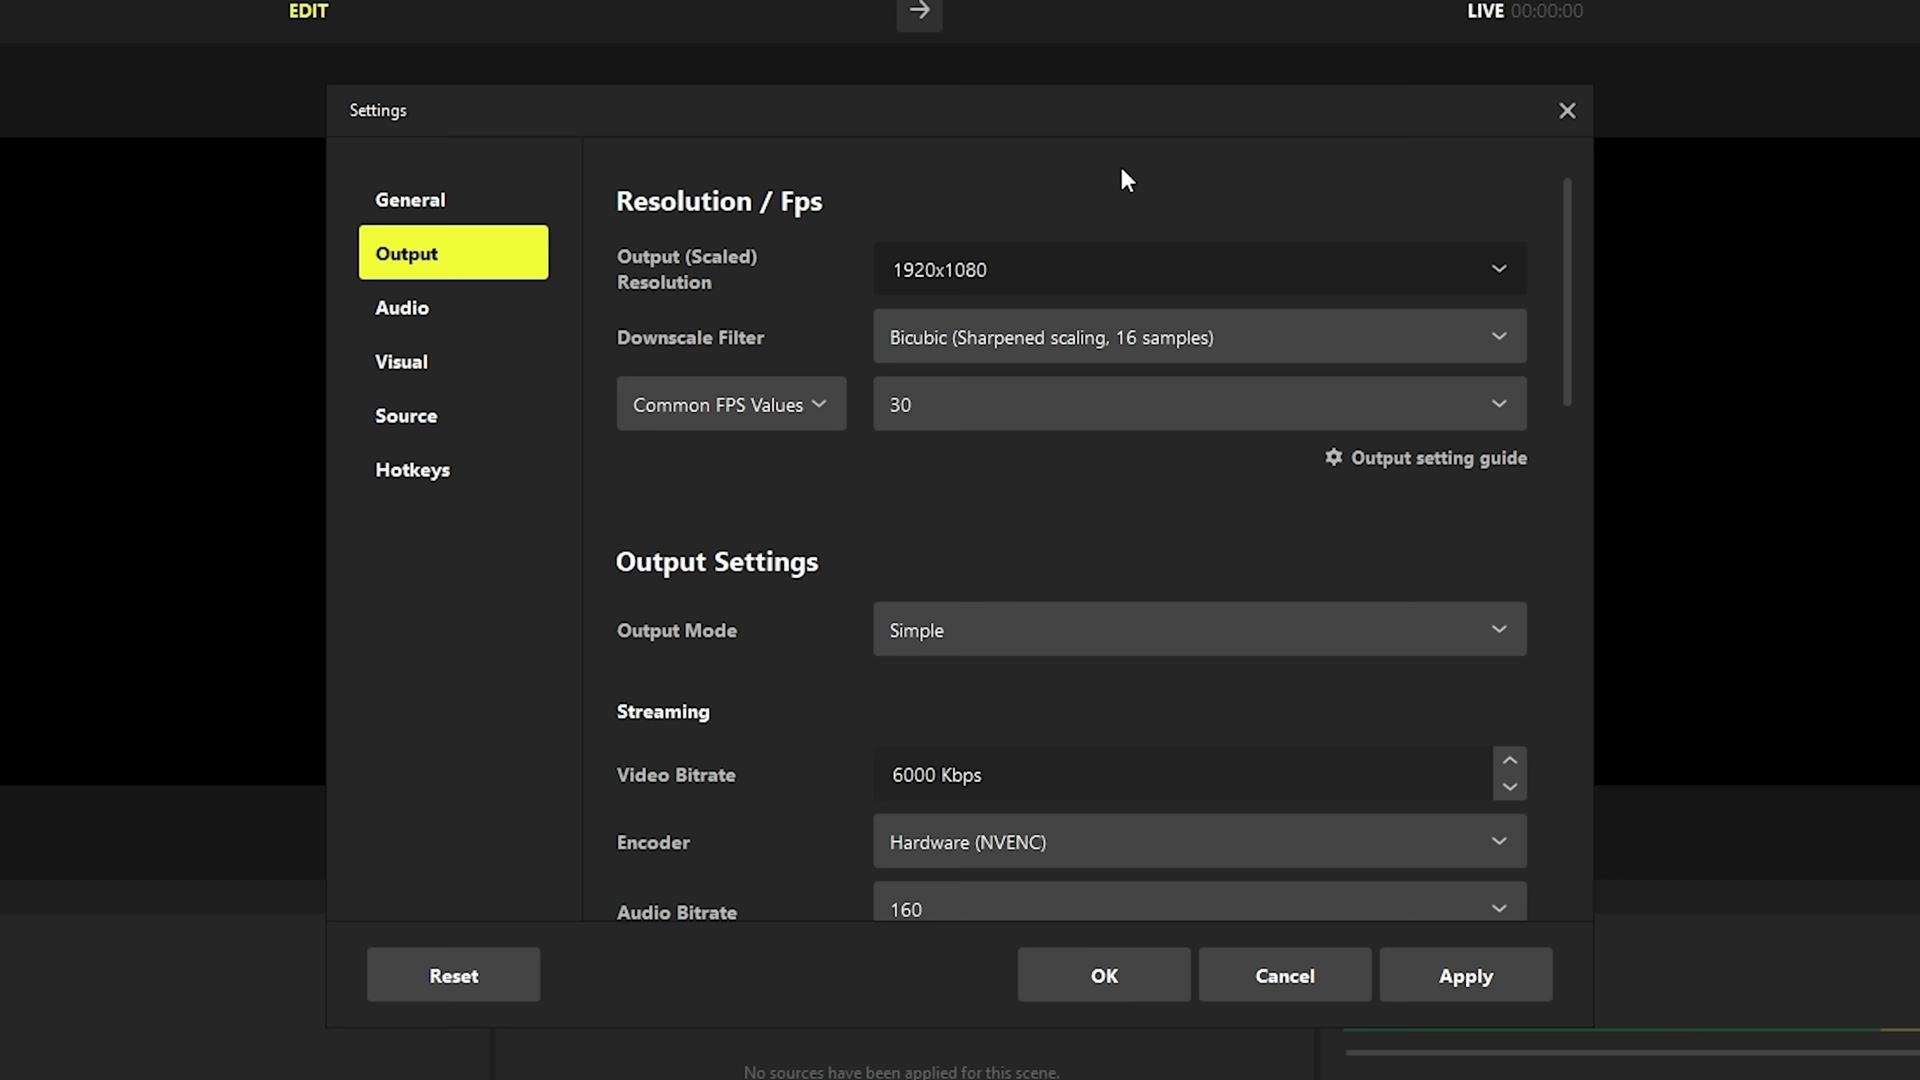 EDIT
LIVE 00:00:00
Settings
General
Output
Audio
Visual
Source
Hotkeys
Resolution / Fps
Output (Scaled)
Resolution
1920x1080
Downscale Filter
Bicubic (Sharpened scaling, 16 samples)
Common FPS Values
30
Output setting guide
Output Settings
Output Mode
Simple
Streaming
Video Bitrate
6000 Kbps
Encoder
Hardware (NVENC)
Audio Bitrate
160
Reset
OK
Cancel
Apply
No sources have been applied for this scene.